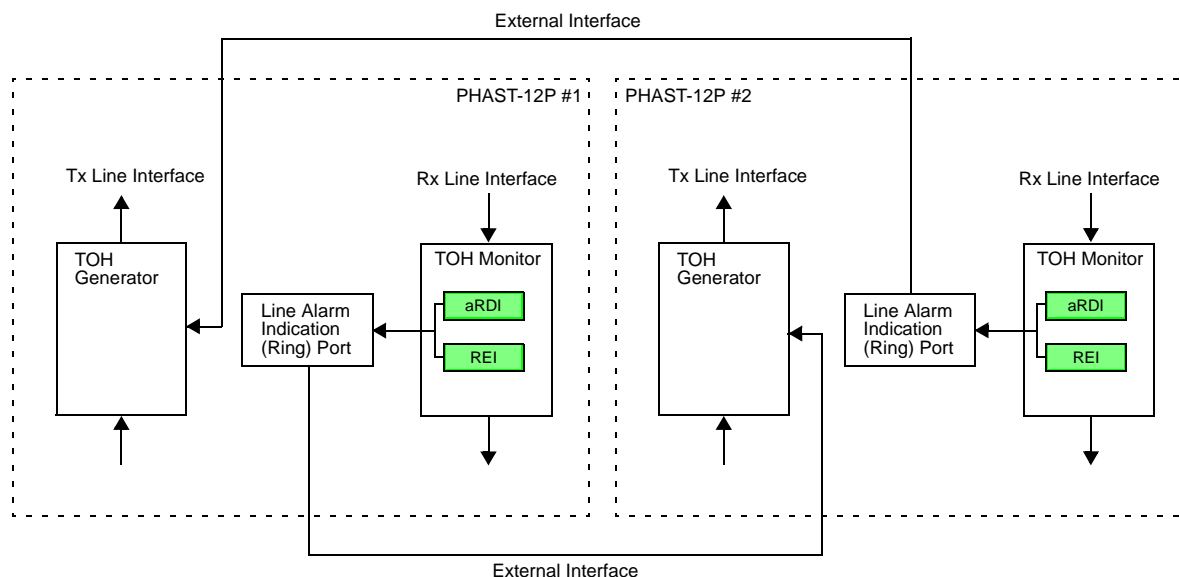 External Interface
PHAST-12P #1
PHAST-12P #2
Tx Line Interface
Rx Line Interface
Tx Line Interface
Rx Line Interface
TOH
Generator
Line Alarm
Indication
(Ring) Port
TOH Monitor
aRDI
REI
TOH
Generator
Line Alarm
Indication
(Ring) Port
TOH Monitor
aRDI
REI
External Interface